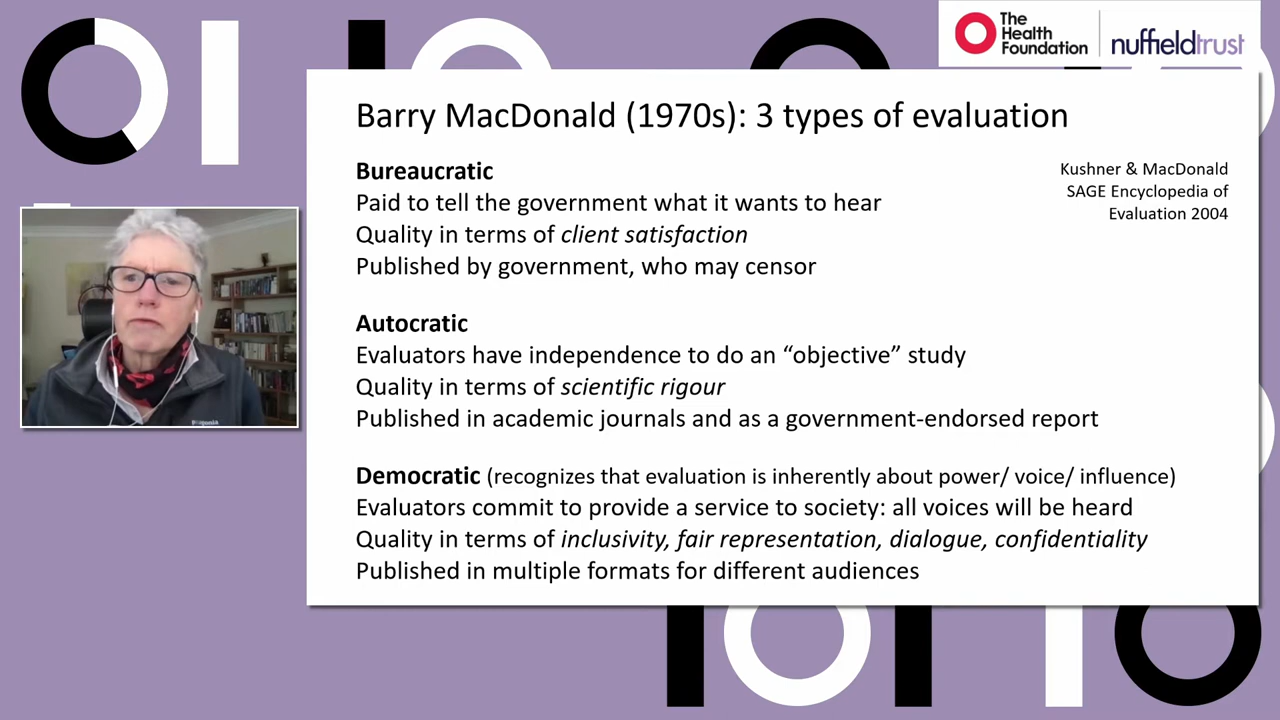 The
Health
Foundation
nuffieldtrust
Barry MacDonald (1970s): 3 types of evaluation
Kushner & MacDonald
SAGE Encyclopedia of
Evaluation 2004
Bureaucratic
Paid to tell the government what it wants to hear
Quality in terms of client satisfaction
Published by government, who may censor
Autocratic
Evaluators have independence to do an “objective” study
Quality in terms of scientific rigour
Published in academic journals and as a government-endorsed report
Democratic (recognizes that evaluation is inherently about power/ voice/ influence)
Evaluators commit to provide a service to society: all voices will be heard
Quality in terms of inclusivity, fair representation, dialogue, confidentiality
Published in multiple formats for different audiences